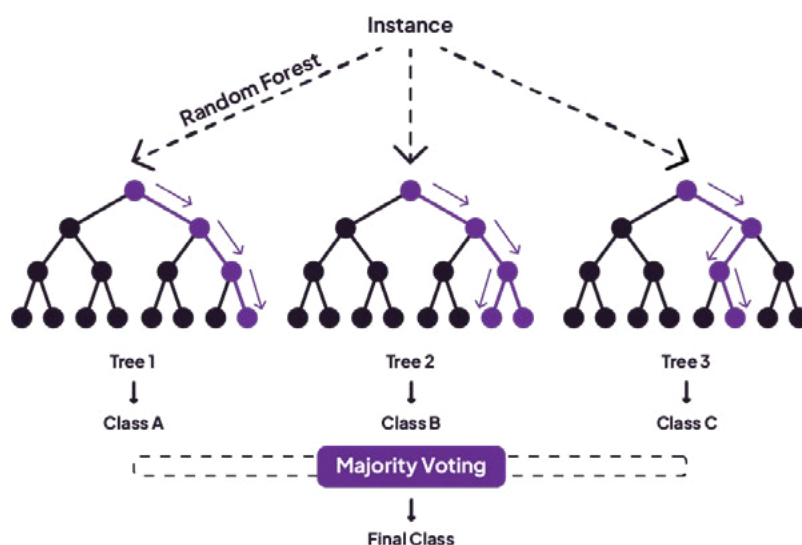 Instance
Random Forest
Tree 1
Tree 2
Tree 3
Class A
Class B
Class C
Majority Voting
Final Class